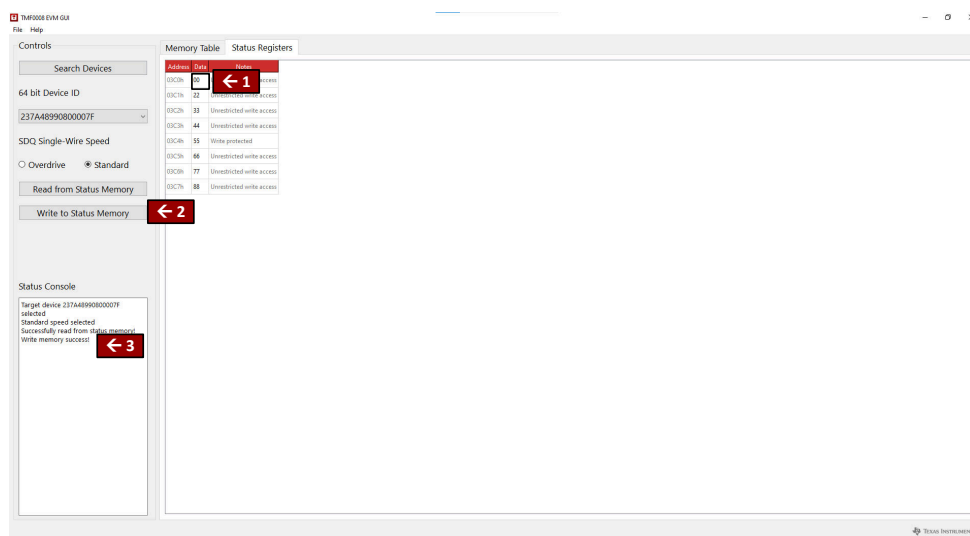 TMF0008 EVM GUI
File Help
Controls
Search Devices
64 bit Device ID
237A48990800007F
SDQ Single-Wire Speed
Overdrive Standard
Read from Status Memory
Write to Status Memory
← 2
Status Console
Target device 237A48990800007F
selected
Standard speed selected
Successfully read from status memory!
Write memory success!
← 3
Memory Table Status Registers
Address Data Notes
03C0h 00 ← 1 access
03C1h 22 Unrestricted write access
03C2h 33 Unrestricted write access
03C3h 44 Unrestricted write access
03C4h 55 Write protected
03C5h 66 Unrestricted write access
03C6h 77 Unrestricted write access
03C7h 88 Unrestricted write access
TEXAS INSTRUMEN